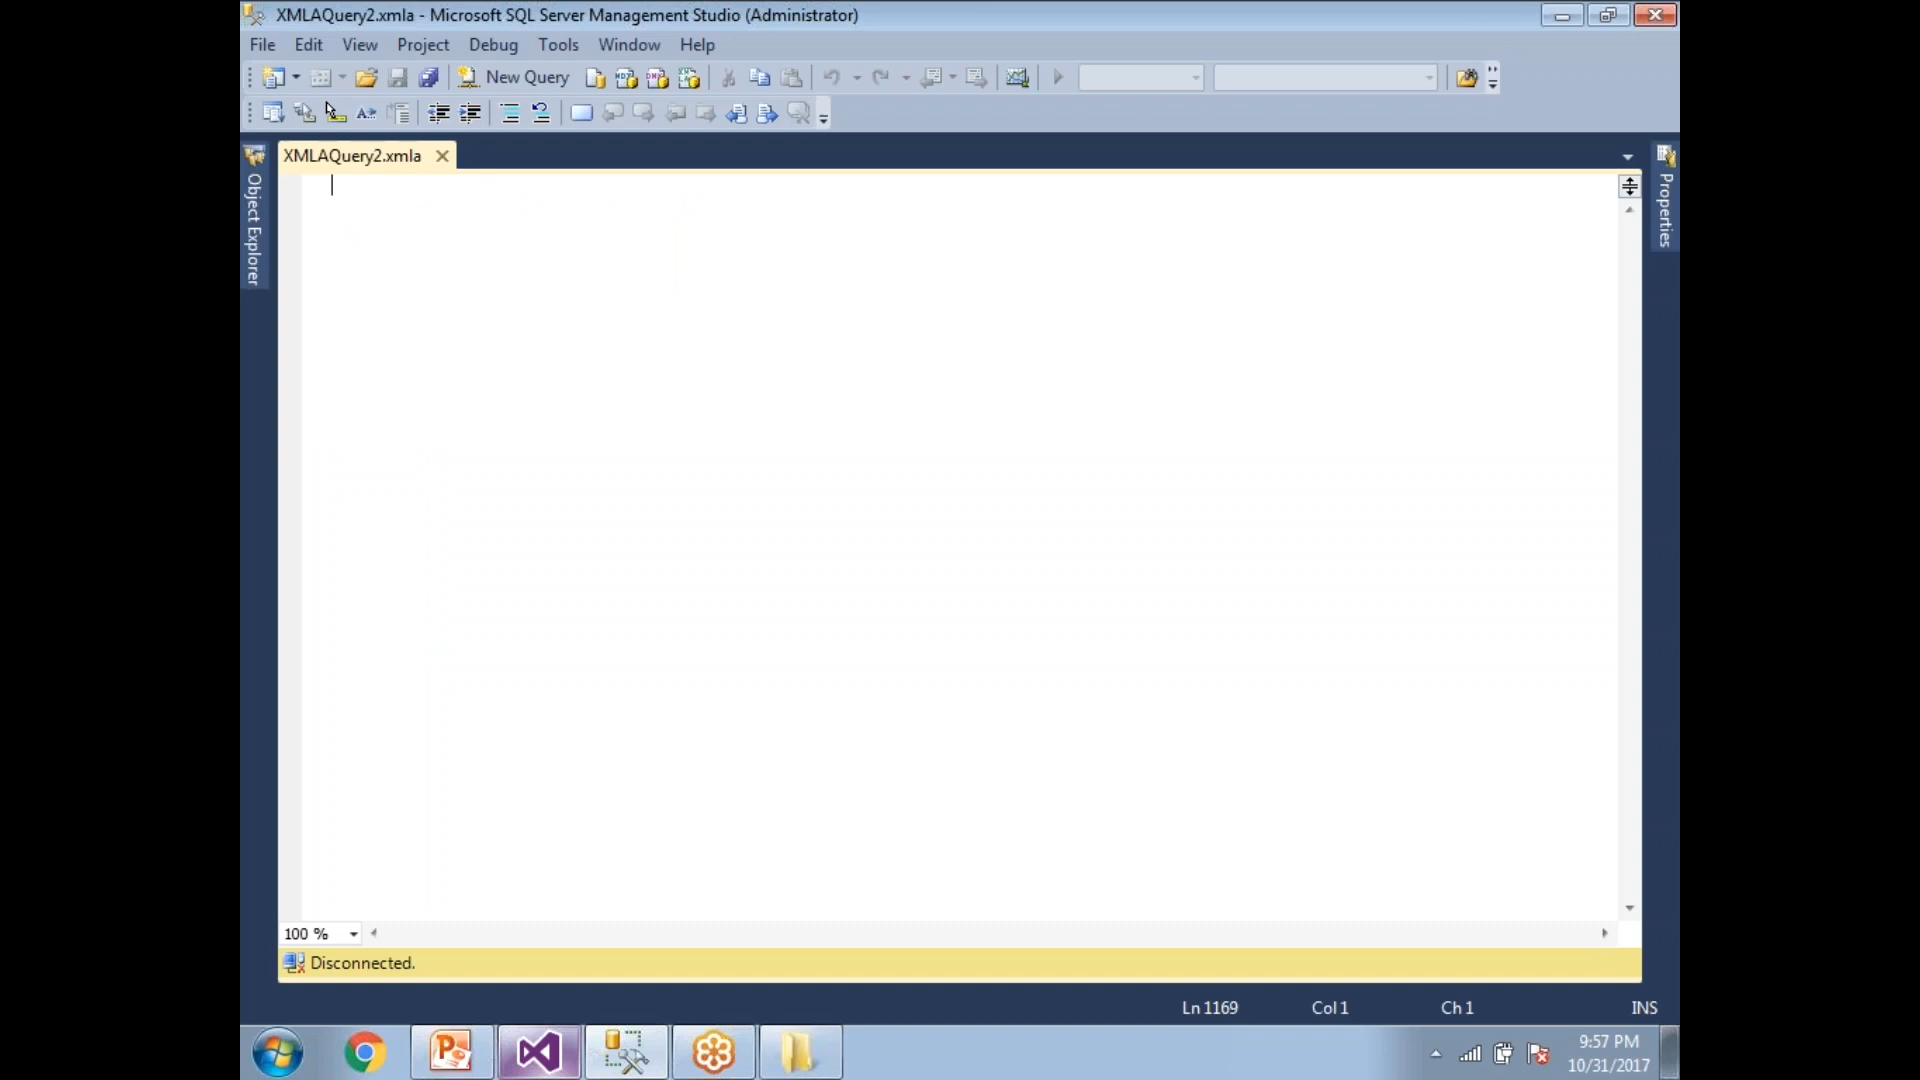 XMLAQuery2.xmla - Microsoft SQL Server Management Studio (Administrator)
File Edit View Project Debug Tools Window Help
New Query
XMLAQuery2.xmla
Object Explorer
Properties
100 %
Disconnected.
Ln 1169 Col 1 Ch 1 INS
9:57 PM
10/31/2017